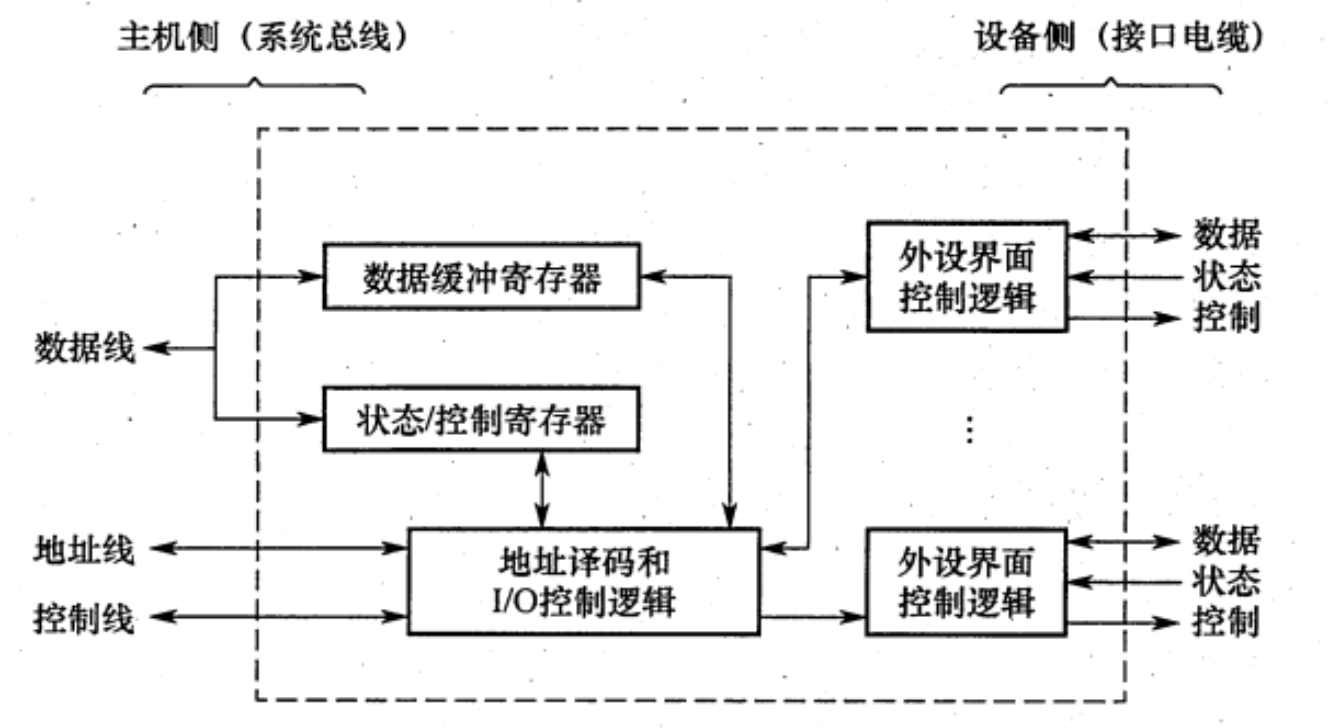 主机侧（系统总线）
设备侧（接口电缆）
数据缓冲寄存器
数据线
状态/控制寄存器
地址线
控制线
地址译码和
I/O控制逻辑
外设界面
控制逻辑
数据
状态
控制
⋮
外设界面
控制逻辑
数据
状态
控制